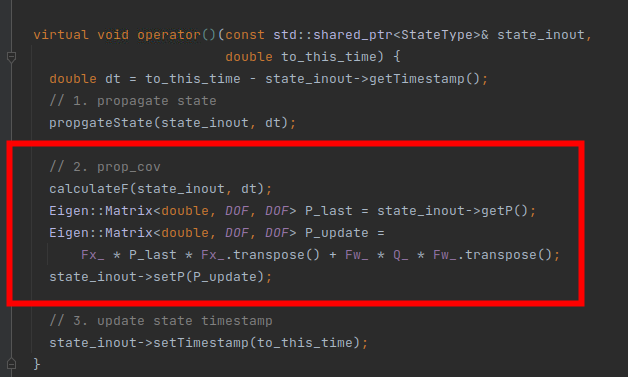 virtual void operator()(const std::shared_ptr<StateType>& state_inout,
double to_this_time) {
double dt = to_this_time - state_inout->getTimestamp();
// 1. propagate state
propgateState(state_inout, dt);
// 2. prop_cov
calculateF(state_inout, dt);
Eigen::Matrix<double, DOF, DOF> P_last = state_inout->getP();
Eigen::Matrix<double, DOF, DOF> P_update =
Fx_ * P_last * Fx_.transpose() + Fw_ * Q_ * Fw_.transpose();
state_inout->setP(P_update);
// 3. update state timestamp
state_inout->setTimestamp(to_this_time);
}